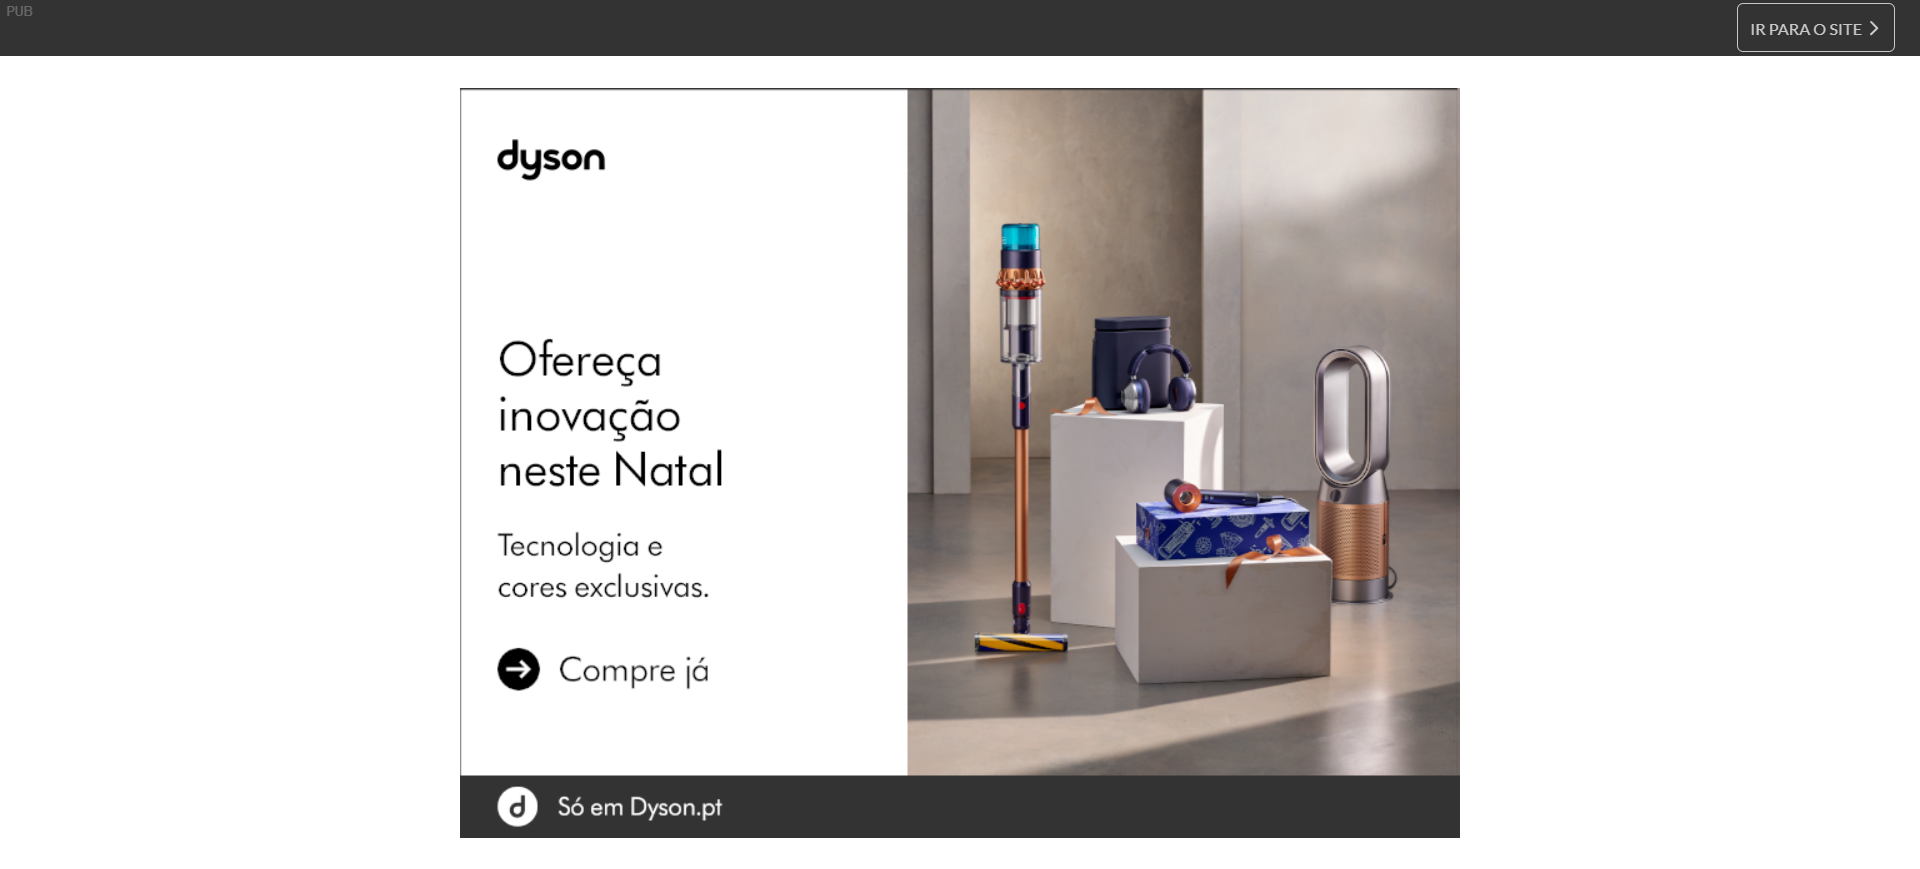 PUB
IR PARA O SITE
dyson
Ofereça
inovação
neste Natal
Tecnologia e
cores exclusivas.
Compre já
d
Só em Dyson.pt